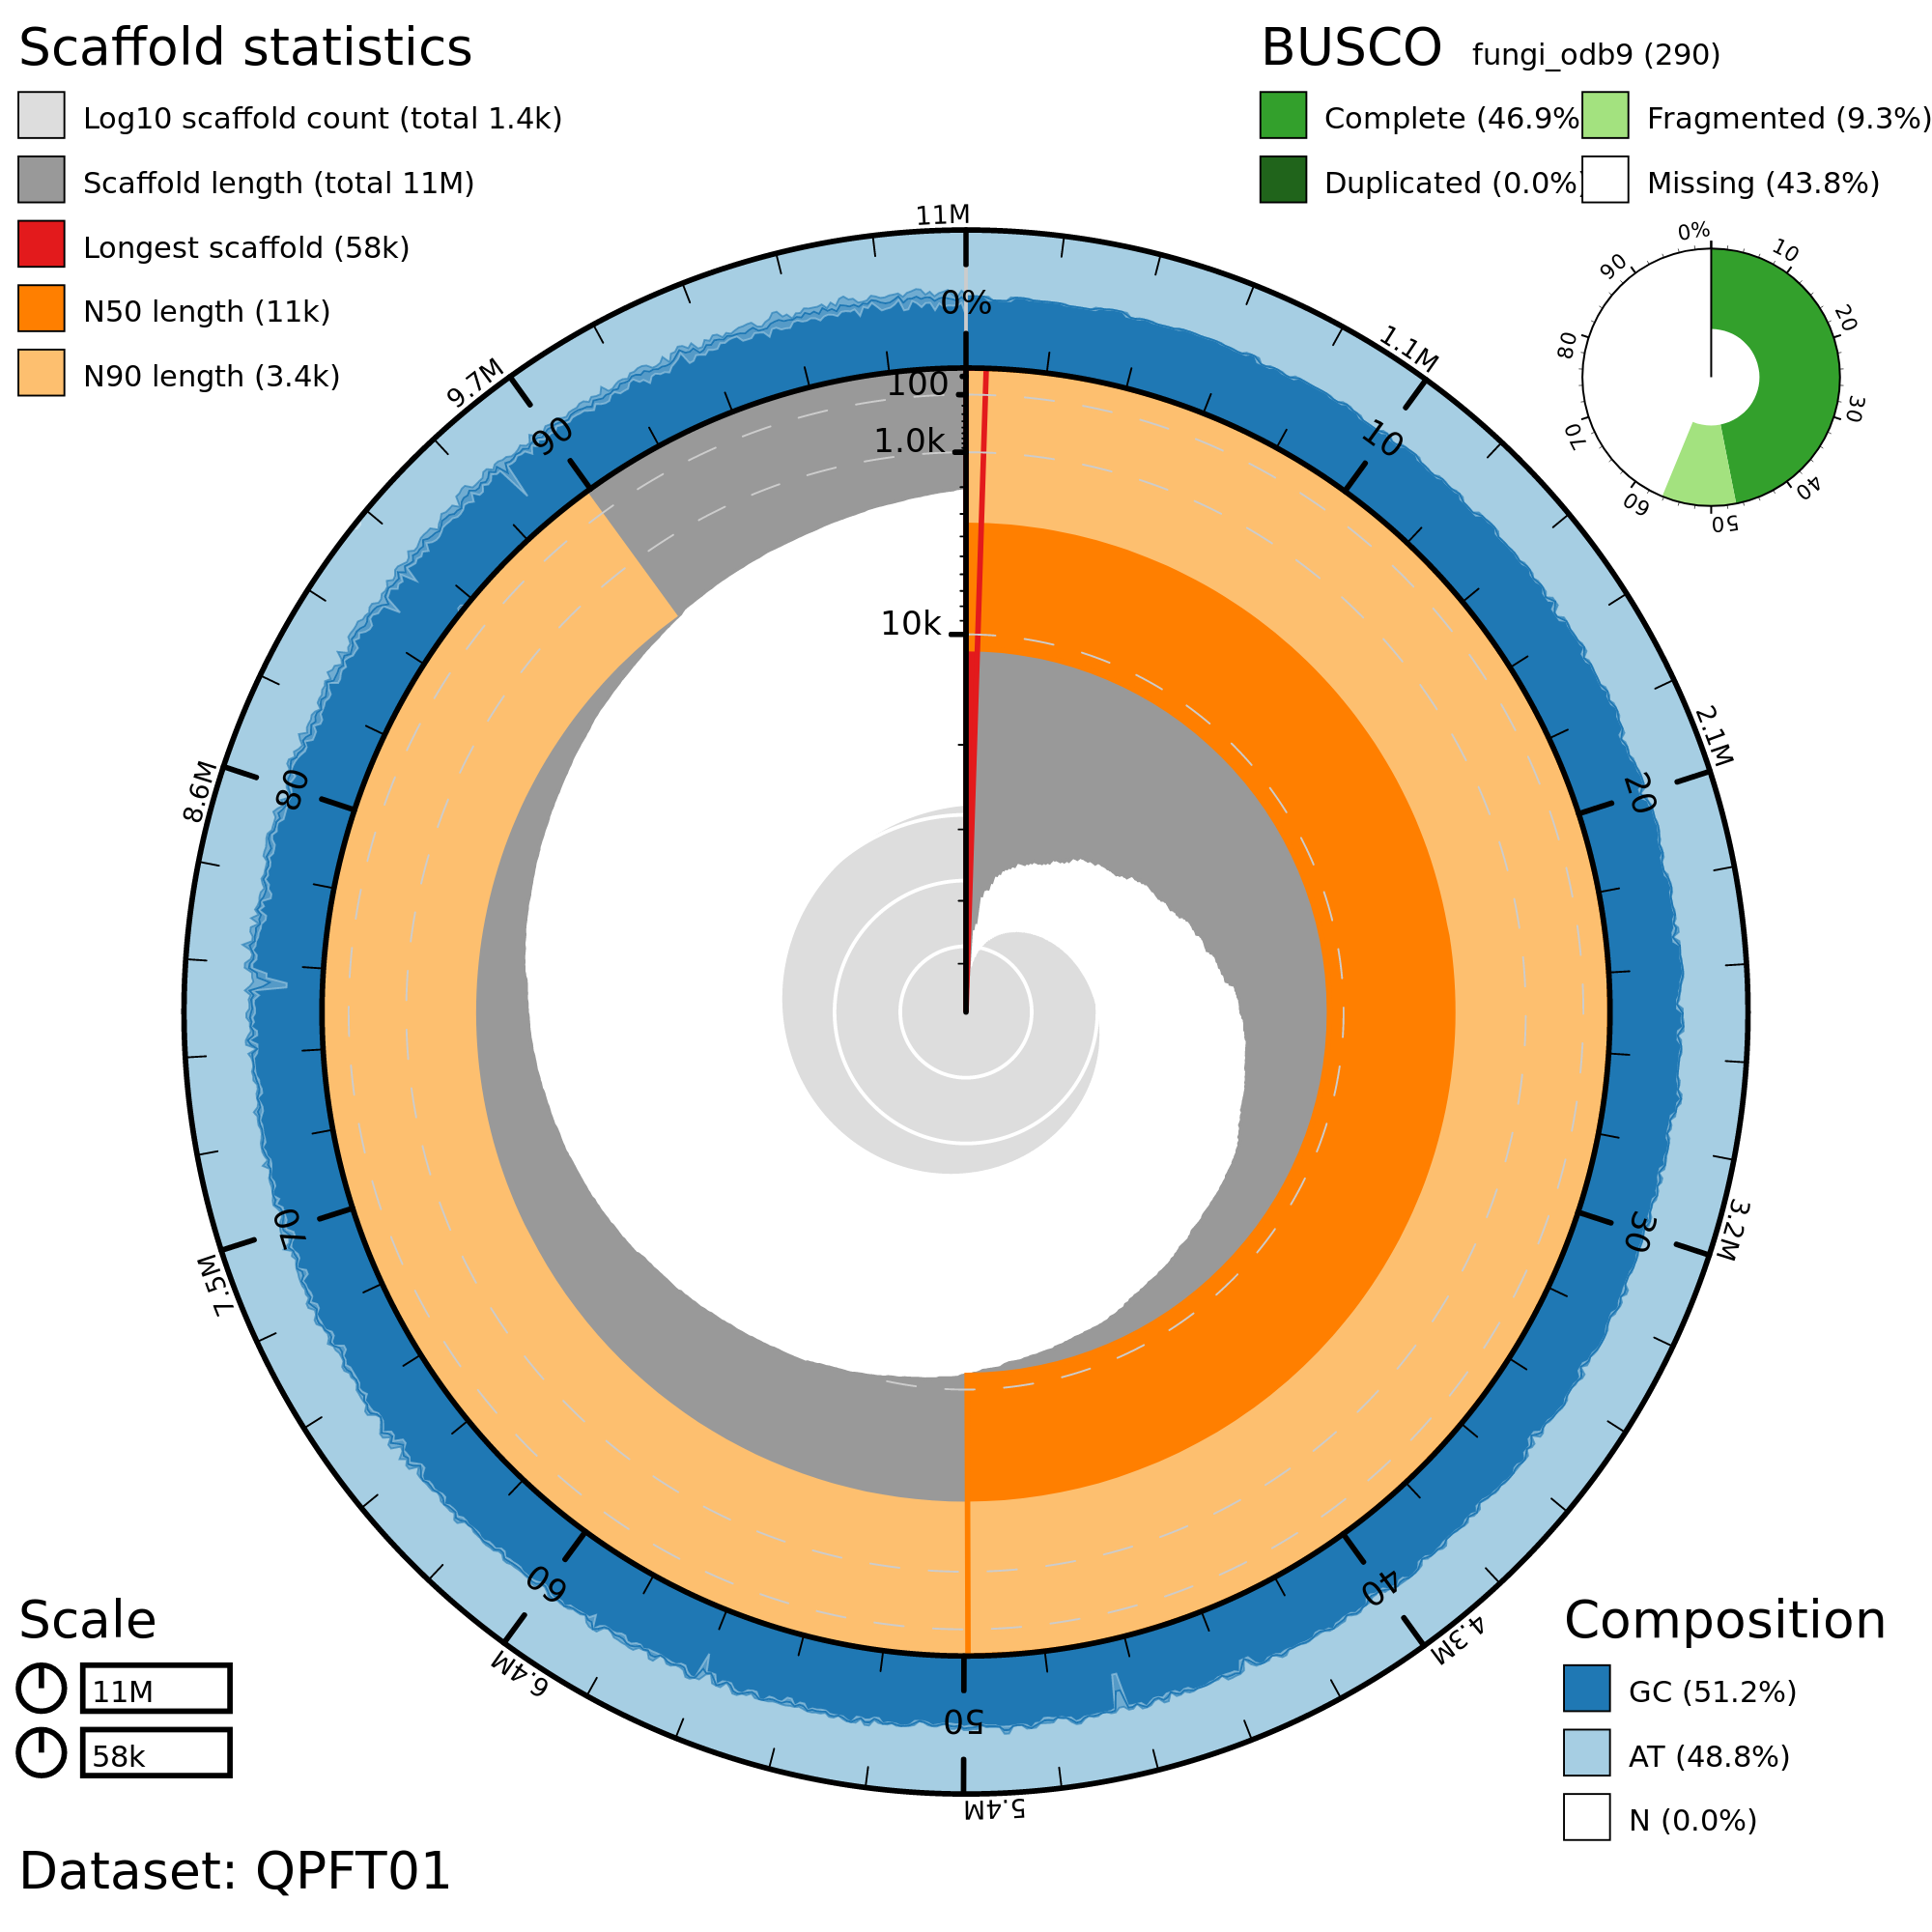 Scaffold statistics
Log10 scaffold count (total 1.4k)
Scaffold length (total 11M)
Longest scaffold (58k)
N50 length (11k)
N90 length (3.4k)
BUSCO fungi_odb9 (290)
Complete (46.9%
Fragmented (9.3%)
Duplicated (0.0%)
Missing (43.8%)
0%
10
20
30
40
50
60
70
80
90
11M
1.1M
2.1M
3.2M
4.3M
5.4M
6.4M
7.5M
8.6M
9.7M
0%
10
20
30
40
50
60
70
80
90
100
1.0k
10k
Scale
11M
58k
Composition
GC (51.2%)
AT (48.8%)
N (0.0%)
Dataset: QPFT01